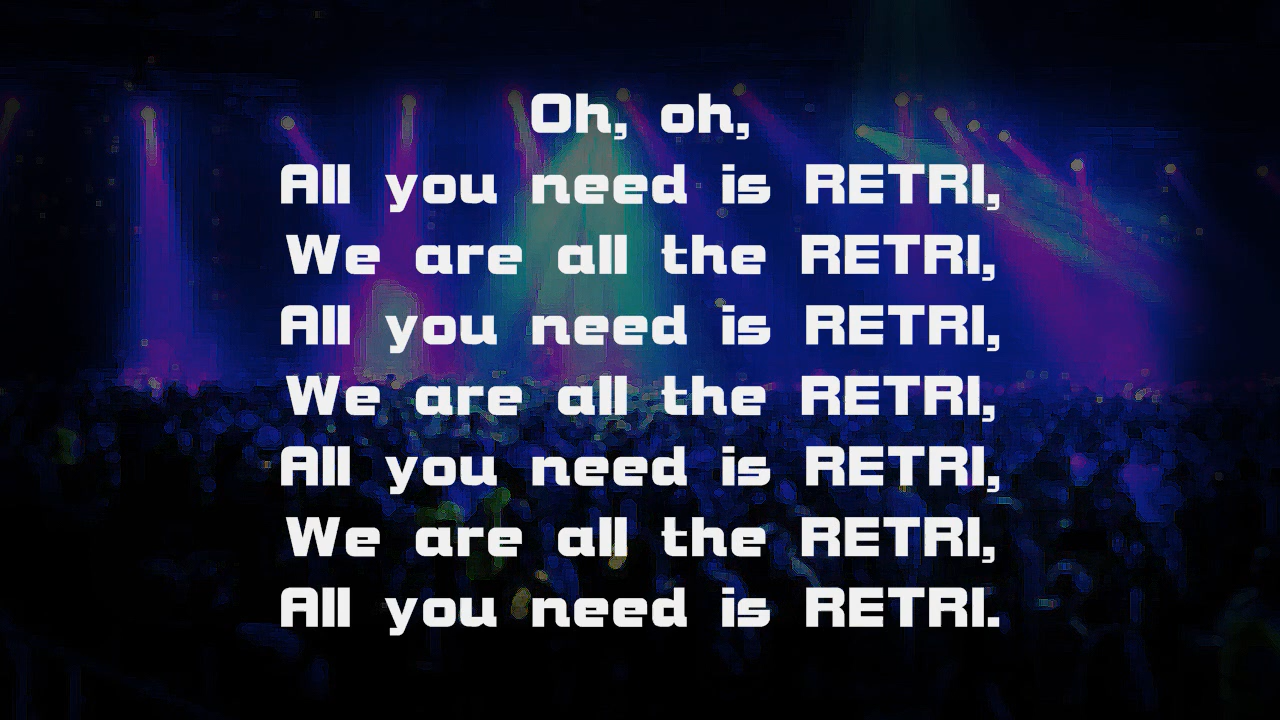 Oh, oh,
All you need is RETRI,
We are all the RETRI,
All you need is RETRI,
We are all the RETRI,
All you need is RETRI,
We are all the RETRI,
All you need is RETRI.